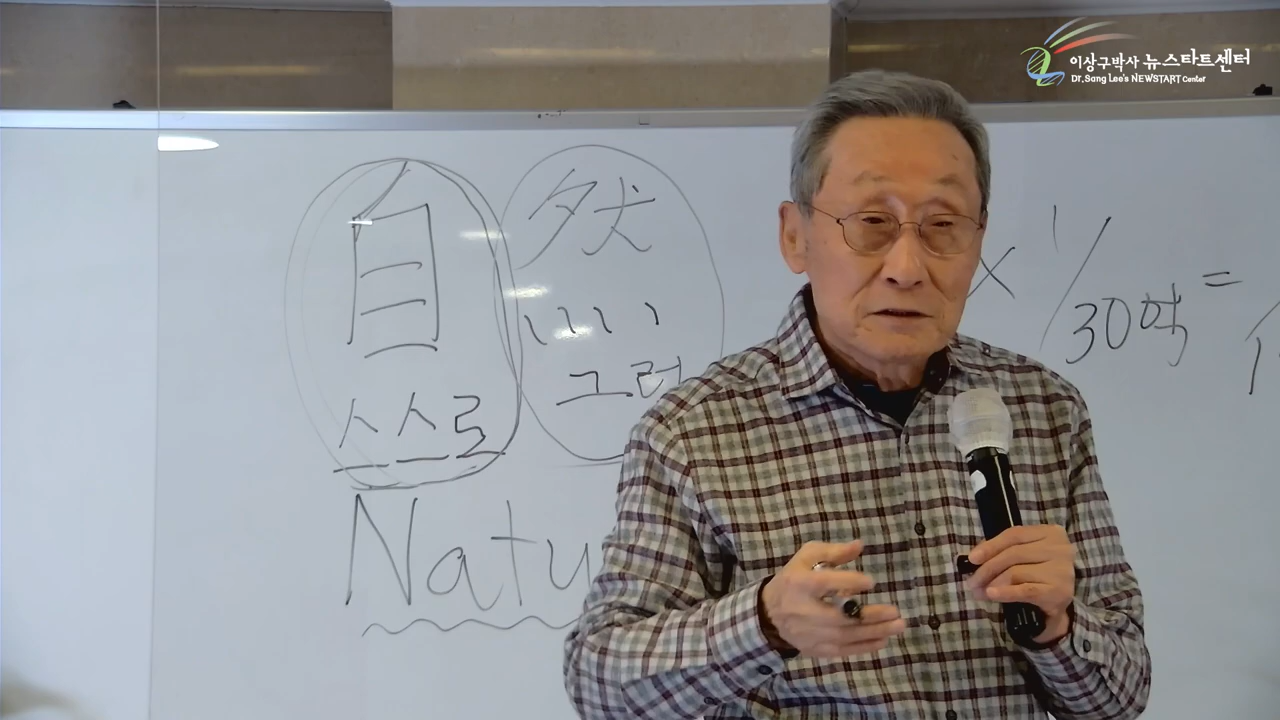 이상구박사 뉴스타트센터
Dr. Sang Lee's NEWSTART Center
自 然
스스로 그러
Natu
x 1/30억 =